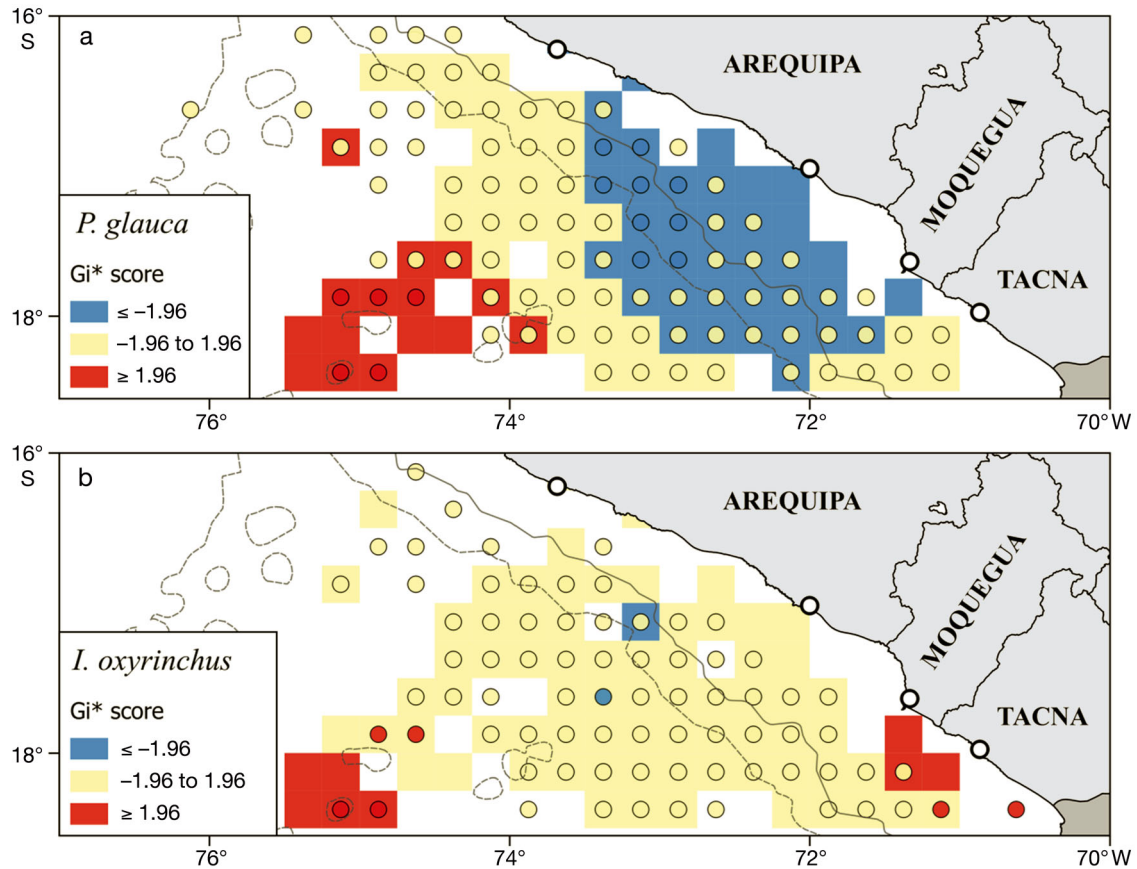 16°
S
a
AREQUIPA
MOQUEGUA
TACNA
P. glauca
Gi* score
≤ –1.96
–1.96 to 1.96
≥ 1.96
18°
76°
74°
72°
70°W
16°
S
b
AREQUIPA
MOQUEGUA
TACNA
I. oxyrinchus
Gi* score
≤ –1.96
–1.96 to 1.96
≥ 1.96
18°
76°
74°
72°
70°W